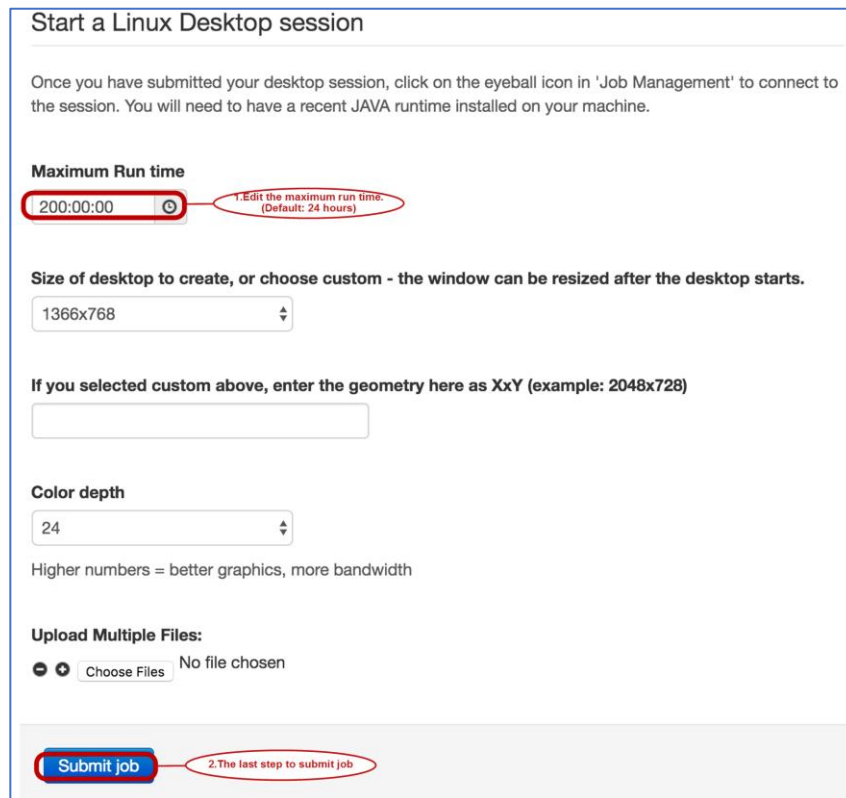 Start a Linux Desktop session
Once you have submitted your desktop session, click on the eyeball icon in 'Job Management' to connect to
the session. You will need to have a recent JAVA runtime installed on your machine.
Maximum Run time
200:00:00
1.Edit the maximum run time.
(Default: 24 hours)
Size of desktop to create, or choose custom - the window can be resized after the desktop starts.
1366x768
If you selected custom above, enter the geometry here as XxY (example: 2048x728)
Color depth
24
Higher numbers = better graphics, more bandwidth
Upload Multiple Files:
Choose Files No file chosen
Submit job
2.The last step to submit job